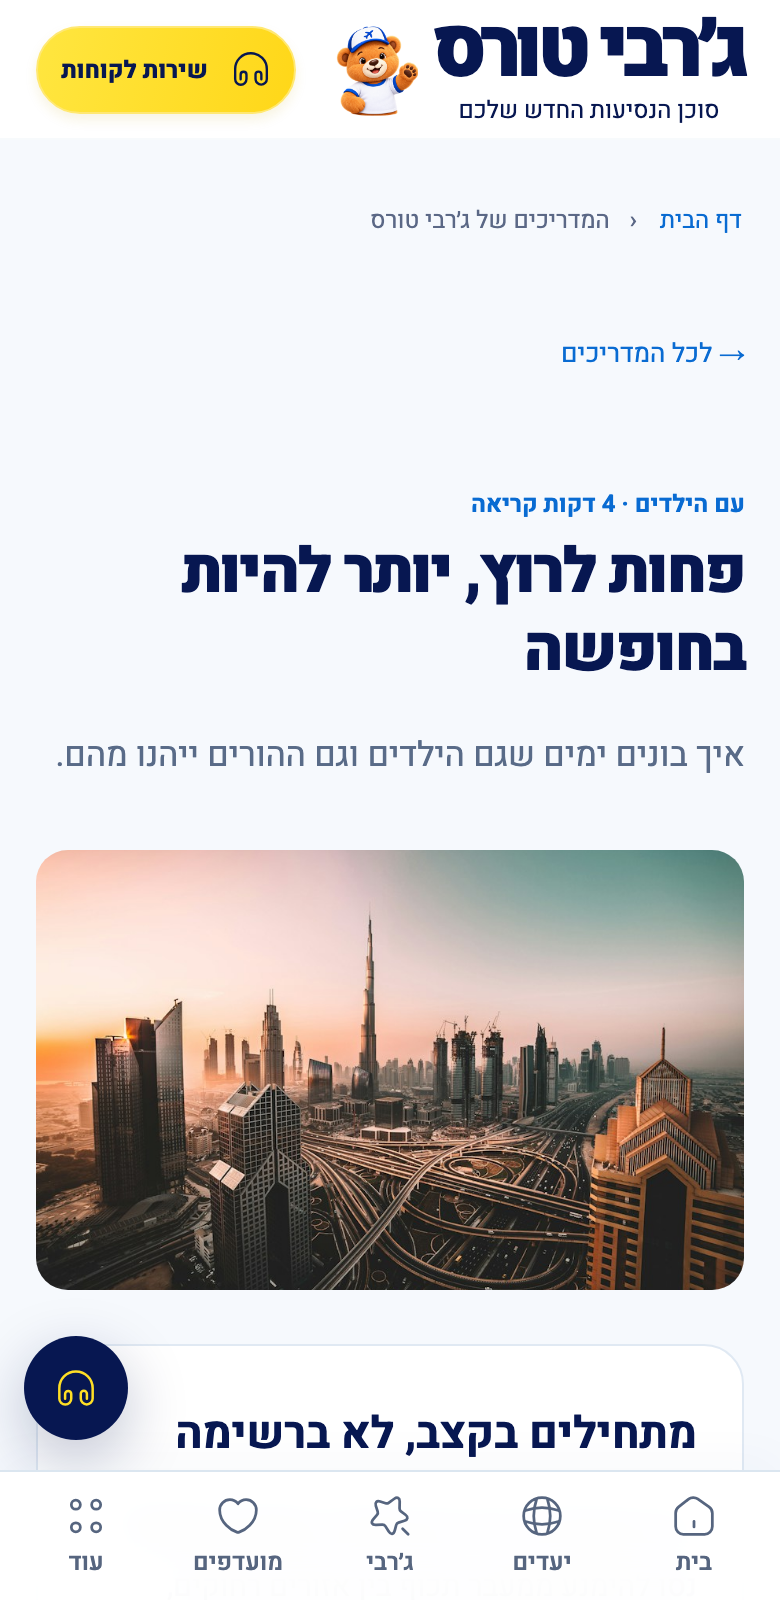 ג'רבי טורס
סוכן הנסיעות החדש שלכם
שירות לקוחות
דף הבית › המדריכים של ג'רבי טורס
→ לכל המדריכים
עם הילדים · 4 דקות קריאה
פחות לרוץ, יותר להיות
בחופשה
איך בונים ימים שגם הילדים וגם ההורים ייהנו מהם.
מתחילים בקצב, לא ברשימה
בית
יעדים
ג'רבי
מועדפים
עוד